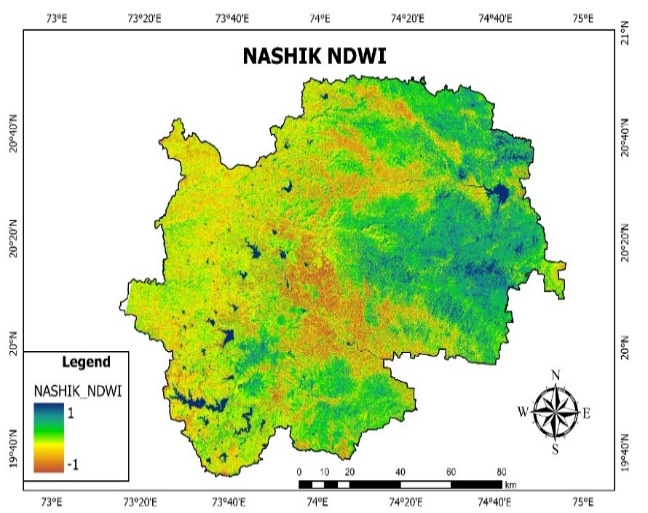 73°E 73°20'E 73°40'E 74°E 74°20'E 74°40'E 75°E
21°N
NASHIK NDWI
20°40'N 20°40'N
20°20'N 20°20'N
20°N 20°N
19°40'N 19°40'N
Legend
NASHIK_NDWI
1
-1
N
W E
S
0 10 20 40 60 80
km
73°E 73°20'E 73°40'E 74°E 74°20'E 74°40'E 75°E